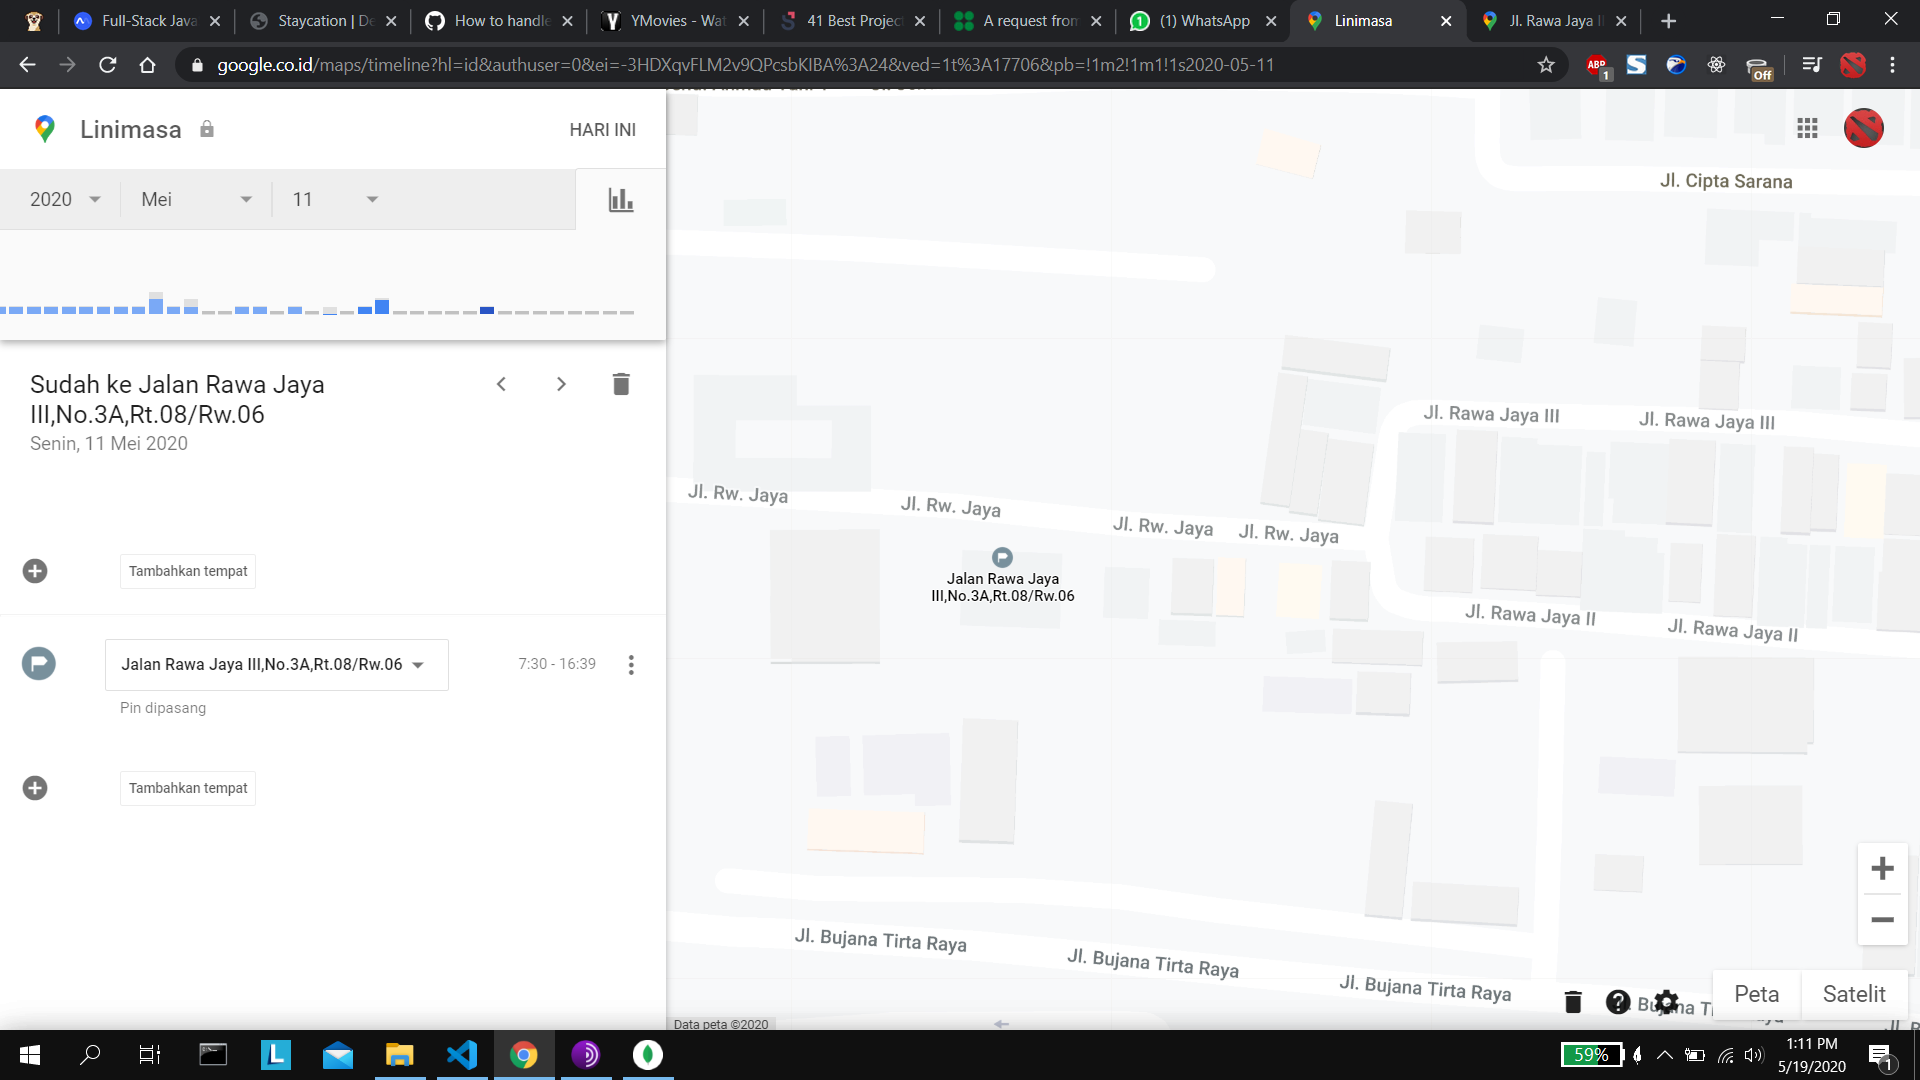 Full-Stack Java
Staycation | De
How to handle
YMovies - Wat
41 Best Project
A request from
(1) WhatsApp
Linimasa
Jl. Rawa Jaya II
google.co.id/maps/timeline?hl=id&authuser=0&ei=-3HDXqvFLM2v9QPcsbKIBA%3A24&ved=1t%3A17706&pb=!1m2!1m1!1s2020-05-11
ABP
1
Off
Linimasa
HARI INI
2020
Mei
11
Sudah ke Jalan Rawa Jaya
III,No.3A,Rt.08/Rw.06
Senin, 11 Mei 2020
Tambahkan tempat
Jalan Rawa Jaya III,No.3A,Rt.08/Rw.06
7:30 - 16:39
Pin dipasang
Tambahkan tempat
Jl. Cipta Sarana
Jl. Rawa Jaya III
Jl. Rawa Jaya III
Jl. Rw. Jaya
Jl. Rw. Jaya
Jl. Rw. Jaya
Jl. Rw. Jaya
Jalan Rawa Jaya
III,No.3A,Rt.08/Rw.06
Jl. Rawa Jaya II
Jl. Rawa Jaya II
Jl. Bujana Tirta Raya
Jl. Bujana Tirta Raya
Jl. Bujana Tirta Raya
Peta
Satelit
Data peta ©2020
59%
1:11 PM
5/19/2020
1